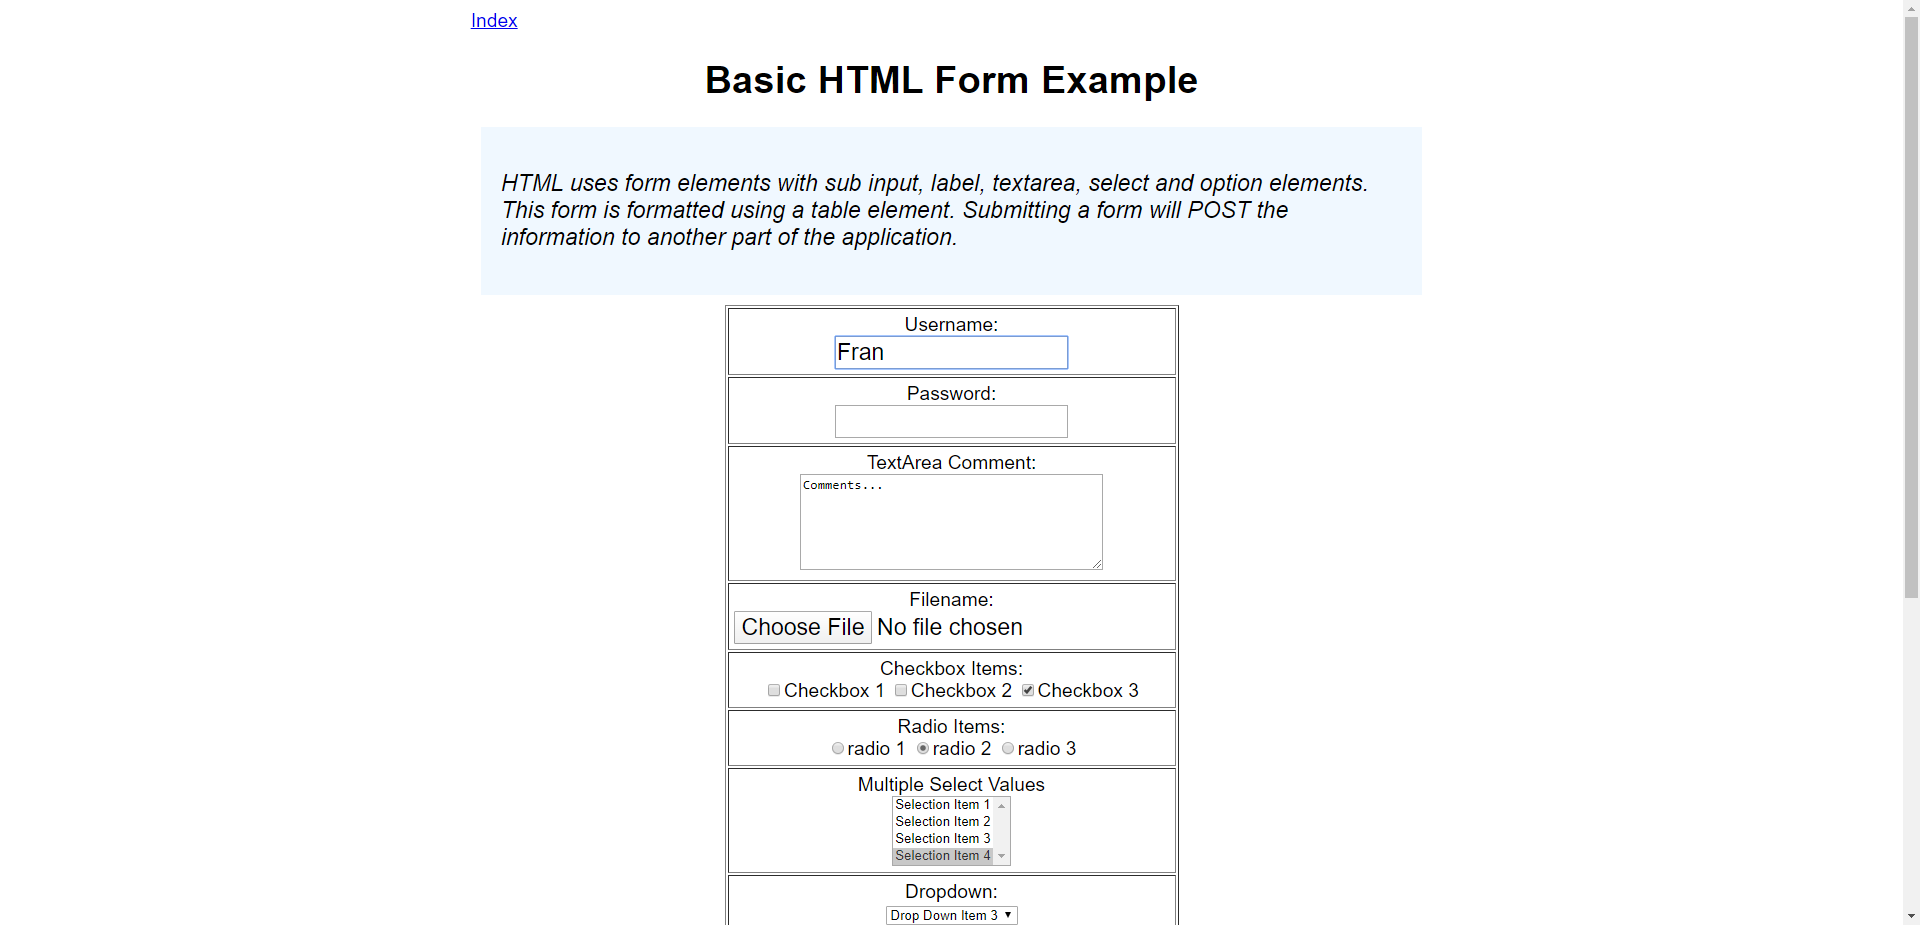 Index
Basic HTML Form Example
HTML uses form elements with sub input, label, textarea, select and option elements.
This form is formatted using a table element. Submitting a form will POST the
information to another part of the application.
Username:
Fran
Password:
TextArea Comment:
Comments...
Filename:
Choose File No file chosen
Checkbox Items:
Checkbox 1 Checkbox 2 Checkbox 3
Radio Items:
radio 1 radio 2 radio 3
Multiple Select Values
Selection Item 1
Selection Item 2
Selection Item 3
Selection Item 4
Dropdown:
Drop Down Item 3